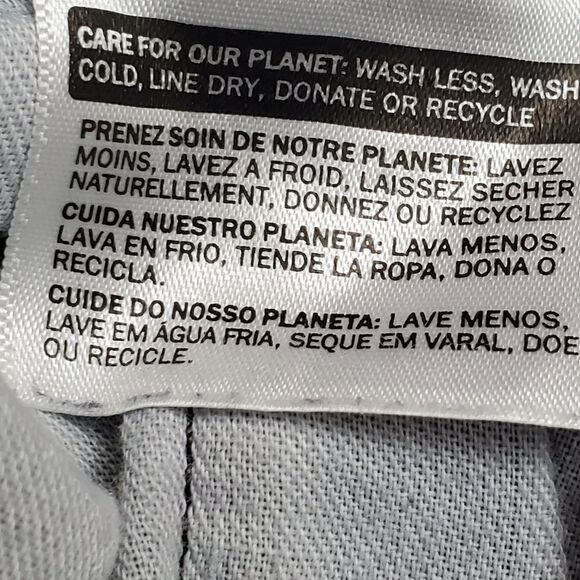 CARE FOR OUR PLANET: WASH LESS, WASH
COLD, LINE DRY, DONATE OR RECYCLE
PRENEZ SOIN DE NOTRE PLANETE: LAVEZ
MOINS, LAVEZ A FROID, LAISSEZ SECHER
NATURELLEMENT, DONNEZ OU RECYCLEZ
CUIDA NUESTRO PLANETA: LAVA MENOS,
LAVA EN FRIO, TIENDE LA ROPA, DONA O
RECICLA.
CUIDE DO NOSSO PLANETA: LAVE MENOS,
LAVE EM ÁGUA FRIA, SEQUE EM VARAL, DOE
OU RECICLE.